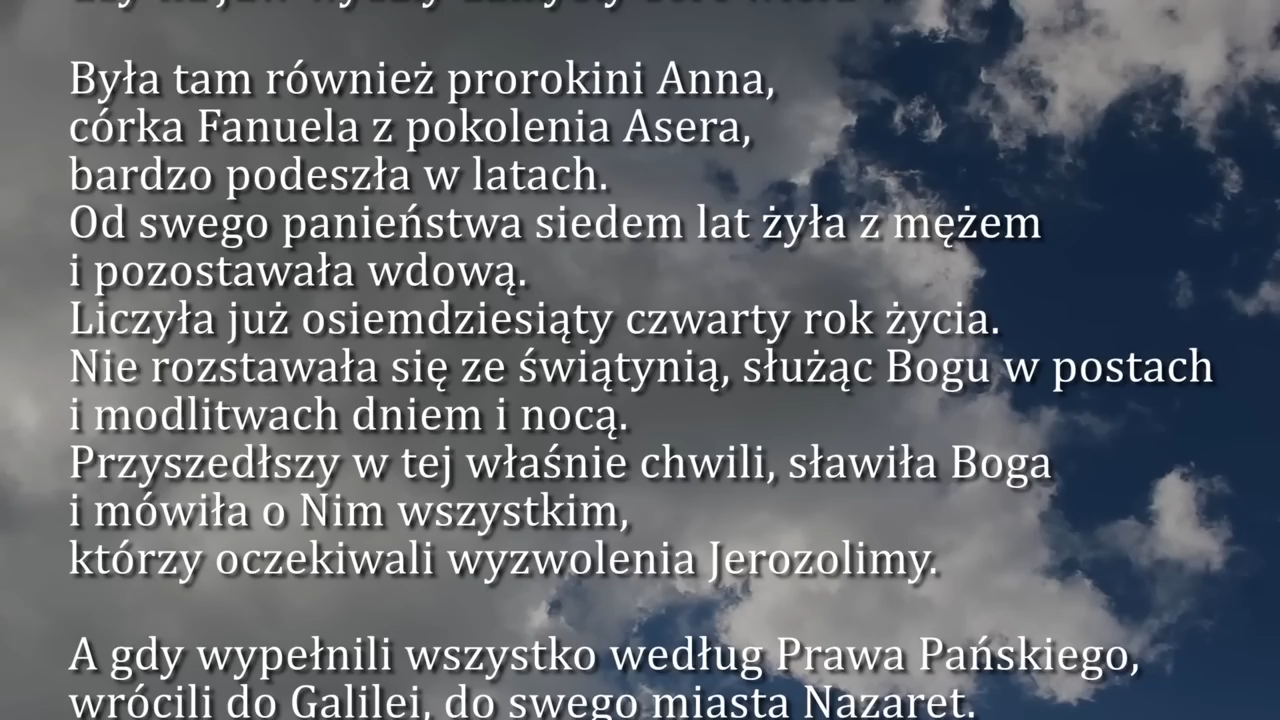 Była tam również prorokini Anna,
córka Fanuela z pokolenia Asera,
bardzo podeszła w latach.
Od swego panieństwa siedem lat żyła z mężem
i pozostawała wdową.
Liczyła już osiemdziesiąty czwarty rok życia.
Nie rozstawała się ze świątynią, służąc Bogu w postach
i modlitwach dniem i nocą.
Przyszedłszy w tej właśnie chwili, sławiła Boga
i mówiła o Nim wszystkim,
którzy oczekiwali wyzwolenia Jerozolimy.
A gdy wypełnili wszystko według Prawa Pańskiego,
wrócili do Galilei, do swego miasta Nazaret.